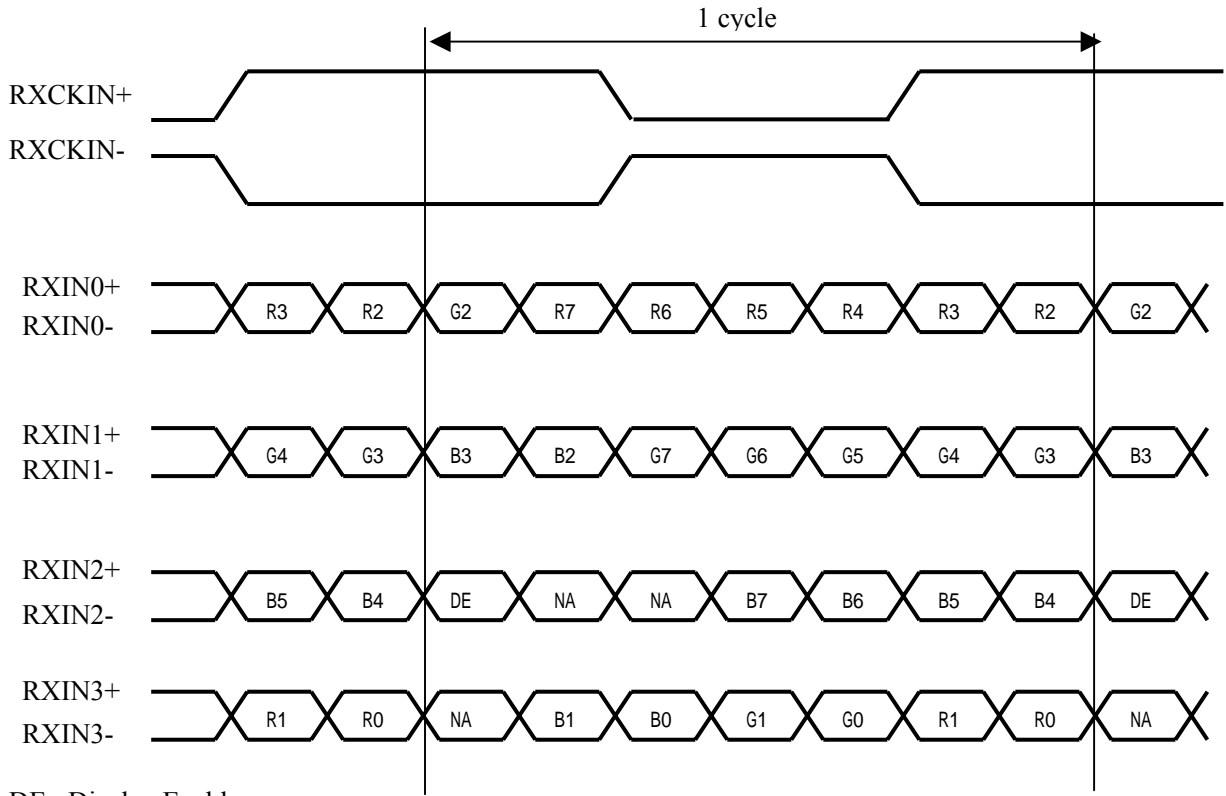 1 cycle
RXCKIN+
RXCKIN-
RXIN0+
RXIN0-
R3 R2 G2 R7 R6 R5 R4 R3 R2 G2
RXIN1+
RXIN1-
G4 G3 B3 B2 G7 G6 G5 G4 G3 B3
RXIN2+
RXIN2-
B5 B4 DE NA NA B7 B6 B5 B4 DE
RXIN3+
RXIN3-
R1 R0 NA B1 B0 G1 G0 R1 R0 NA